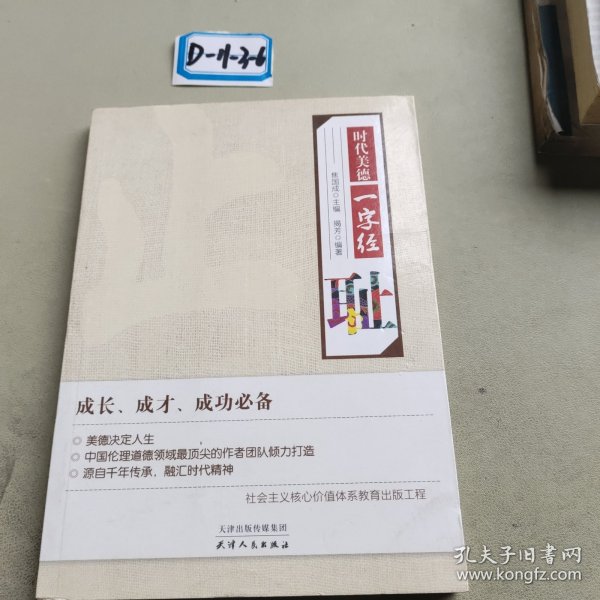 D-11-36
时代美德
一字经
焦国成◎主编 揭芳◎编著
耻
成长、成才、成功必备
◎美德决定人生
◎中国伦理道德领域最顶尖的作者团队倾力打造
◎源自千年传承,融汇时代精神
社会主义核心价值体系教育出版工程
天津出版传媒集团
天津人民出版社
孔夫子旧书网
www.kongfz.com